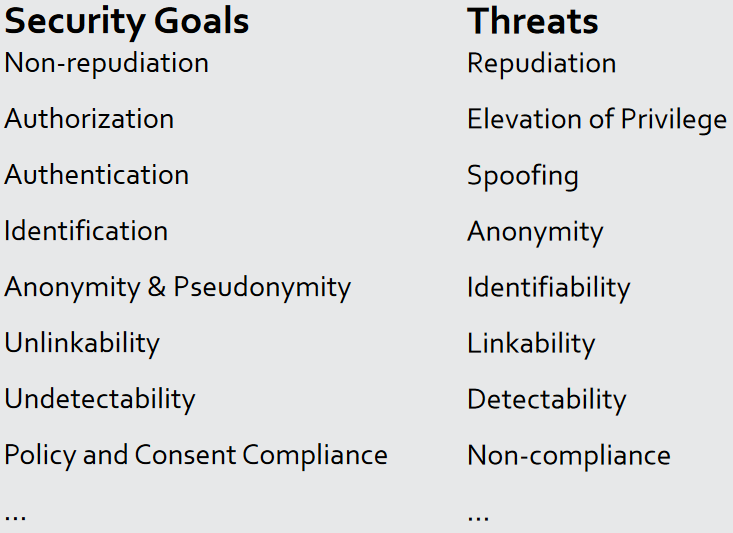 Security Goals Threats
Non-repudiation Repudiation
Authorization Elevation of Privilege
Authentication Spoofing
Identification Anonymity
Anonymity & Pseudonymity Identifiability
Unlinkability Linkability
Undetectability Detectability
Policy and Consent Compliance Non-compliance
... ...